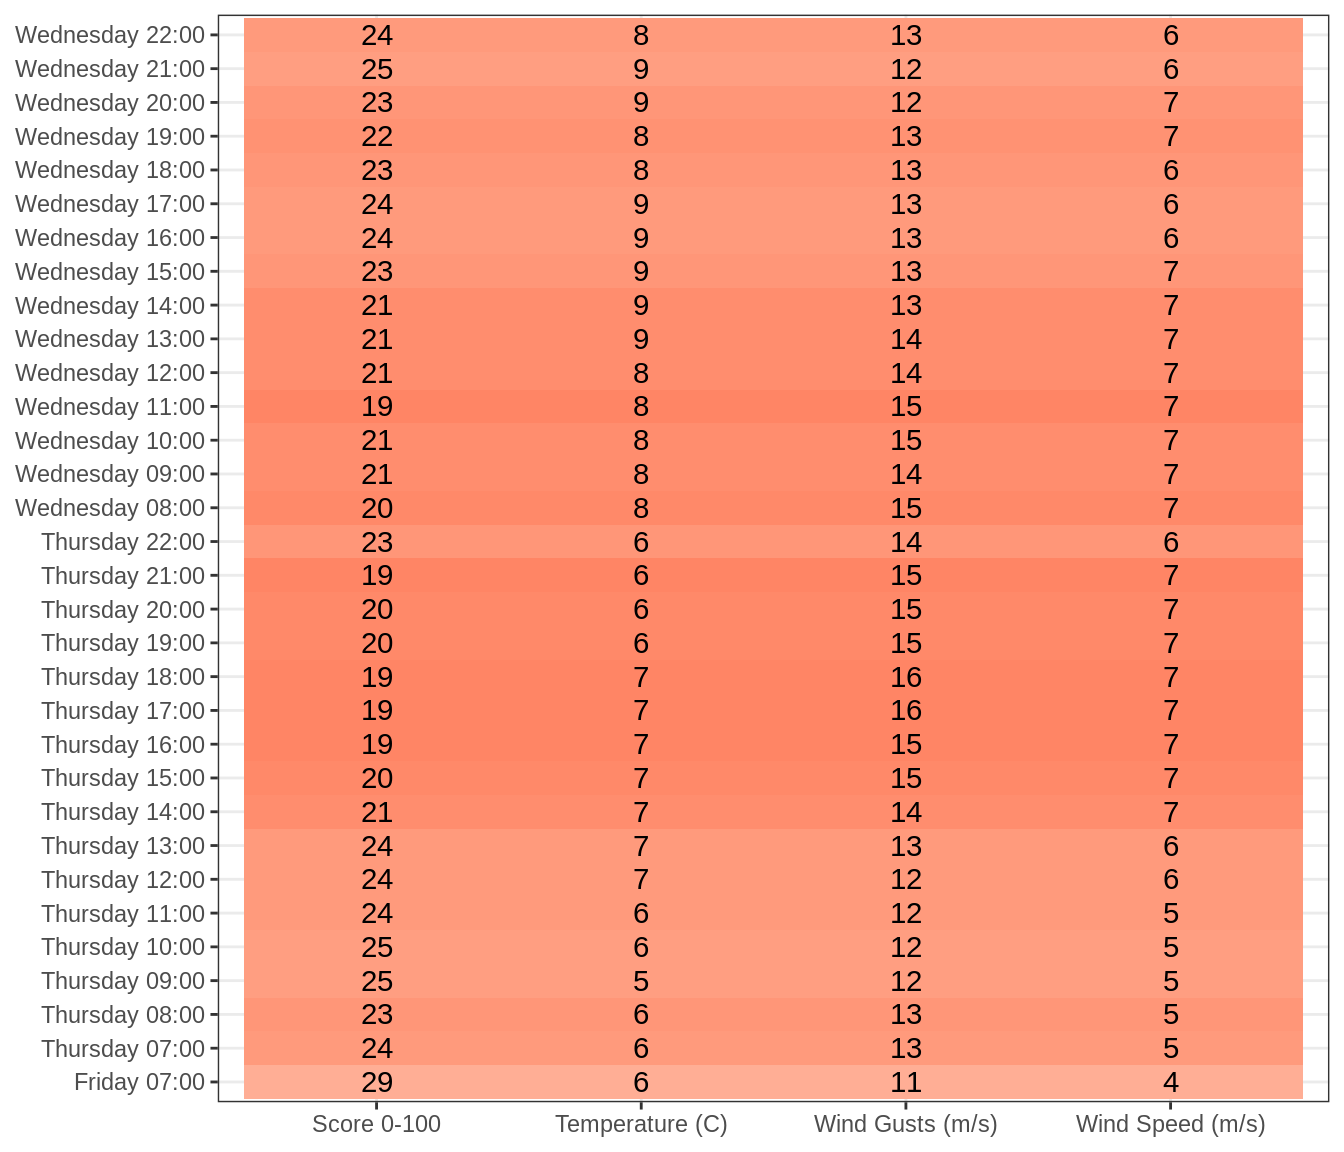 Wednesday 22:00 24 8 13 6
Wednesday 21:00 25 9 12 6
Wednesday 20:00 23 9 12 7
Wednesday 19:00 22 8 13 7
Wednesday 18:00 23 8 13 6
Wednesday 17:00 24 9 13 6
Wednesday 16:00 24 9 13 6
Wednesday 15:00 23 9 13 7
Wednesday 14:00 21 9 13 7
Wednesday 13:00 21 9 14 7
Wednesday 12:00 21 8 14 7
Wednesday 11:00 19 8 15 7
Wednesday 10:00 21 8 15 7
Wednesday 09:00 21 8 14 7
Wednesday 08:00 20 8 15 7
Thursday 22:00 23 6 14 6
Thursday 21:00 19 6 15 7
Thursday 20:00 20 6 15 7
Thursday 19:00 20 6 15 7
Thursday 18:00 19 7 16 7
Thursday 17:00 19 7 16 7
Thursday 16:00 19 7 15 7
Thursday 15:00 20 7 15 7
Thursday 14:00 21 7 14 7
Thursday 13:00 24 7 13 6
Thursday 12:00 24 7 12 6
Thursday 11:00 24 6 12 5
Thursday 10:00 25 6 12 5
Thursday 09:00 25 5 12 5
Thursday 08:00 23 6 13 5
Thursday 07:00 24 6 13 5
Friday 07:00 29 6 11 4
Score 0-100 Temperature (C) Wind Gusts (m/s) Wind Speed (m/s)